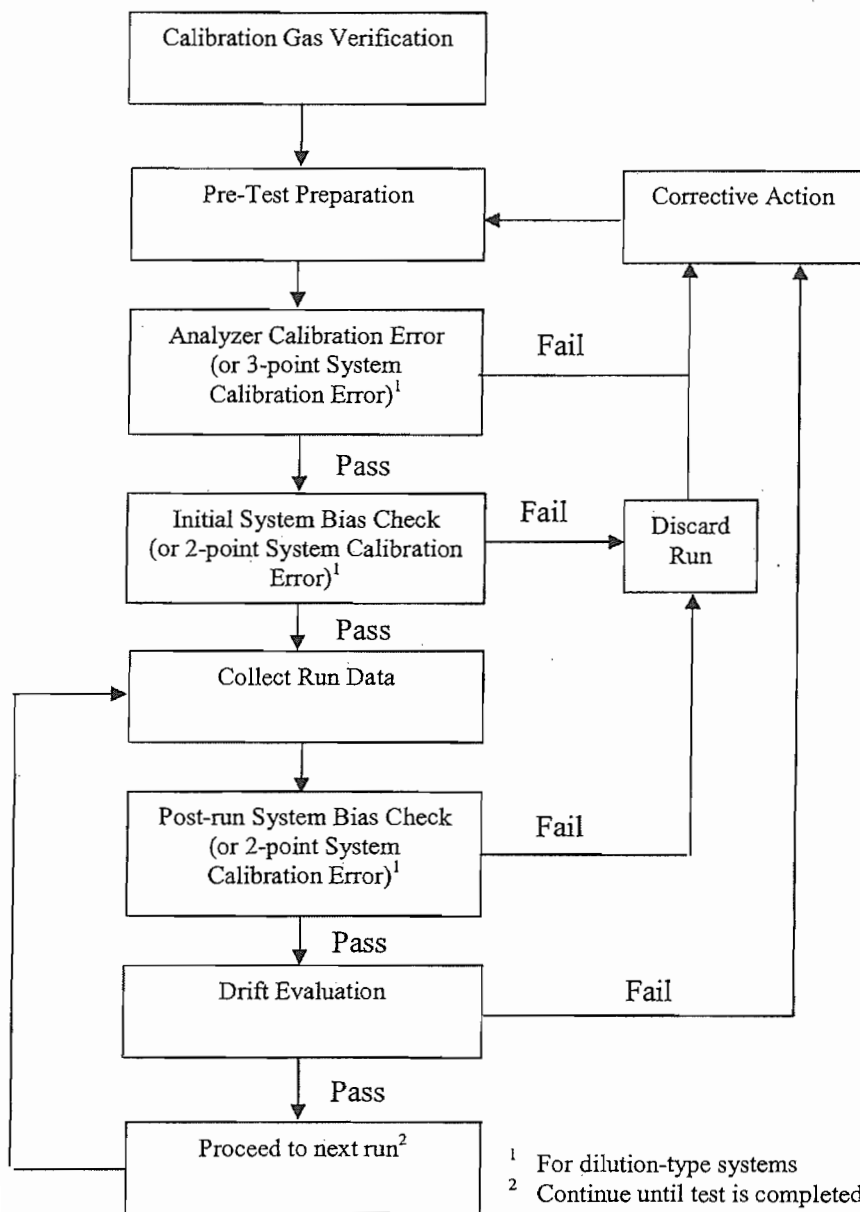 Calibration Gas Verification
Pre-Test Preparation
Corrective Action
Analyzer Calibration Error
(or 3-point System
Calibration Error)¹
Fail
Pass
Initial System Bias Check
(or 2-point System Calibration
Error)¹
Fail
Discard
Run
Pass
Collect Run Data
Post-run System Bias Check
(or 2-point System
Calibration Error)¹
Fail
Pass
Drift Evaluation
Fail
Pass
Proceed to next run²
¹ For dilution-type systems
² Continue until test is completed